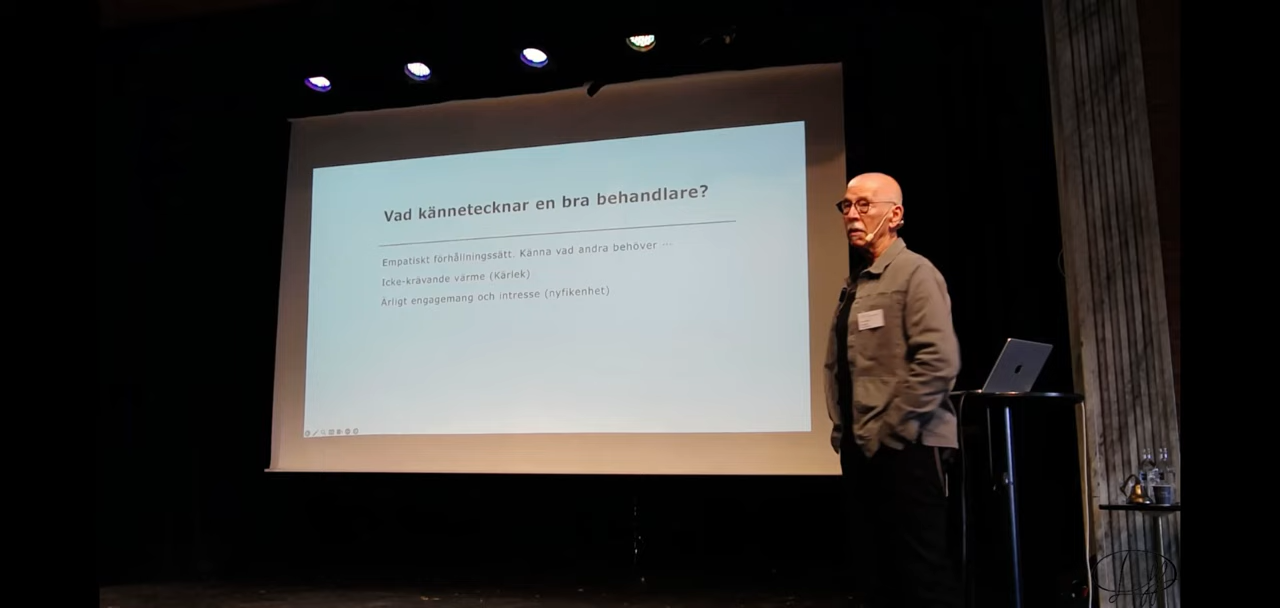 Vad kännetecknar en bra behandlare?
Empatiskt förhållningssätt. Känna vad andra behöver ...
Icke-krävande värme (Kärlek)
Ärligt engagemang och intresse (nyfikenhet)